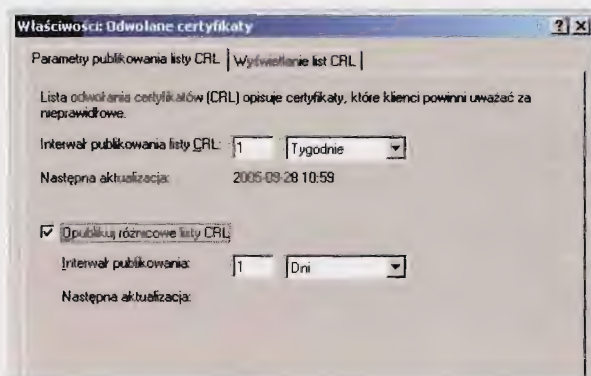 Właściwości: Odwołane certyfikaty
Parametry publikowania listy CRL
Wyświetlanie list CRL
Lista odwołania certyfikatów (CRL) opisuje certyfikaty, które klienci powinni uważać za
nieprawidłowe.
Interwał publikowania listy CRL: 1 Tygodnie
Następna aktualizacja: 2005-09-28 10:59
Opublikuj różnicowe listy CRL
Interwał publikowania: 1 Dni
Następna aktualizacja: